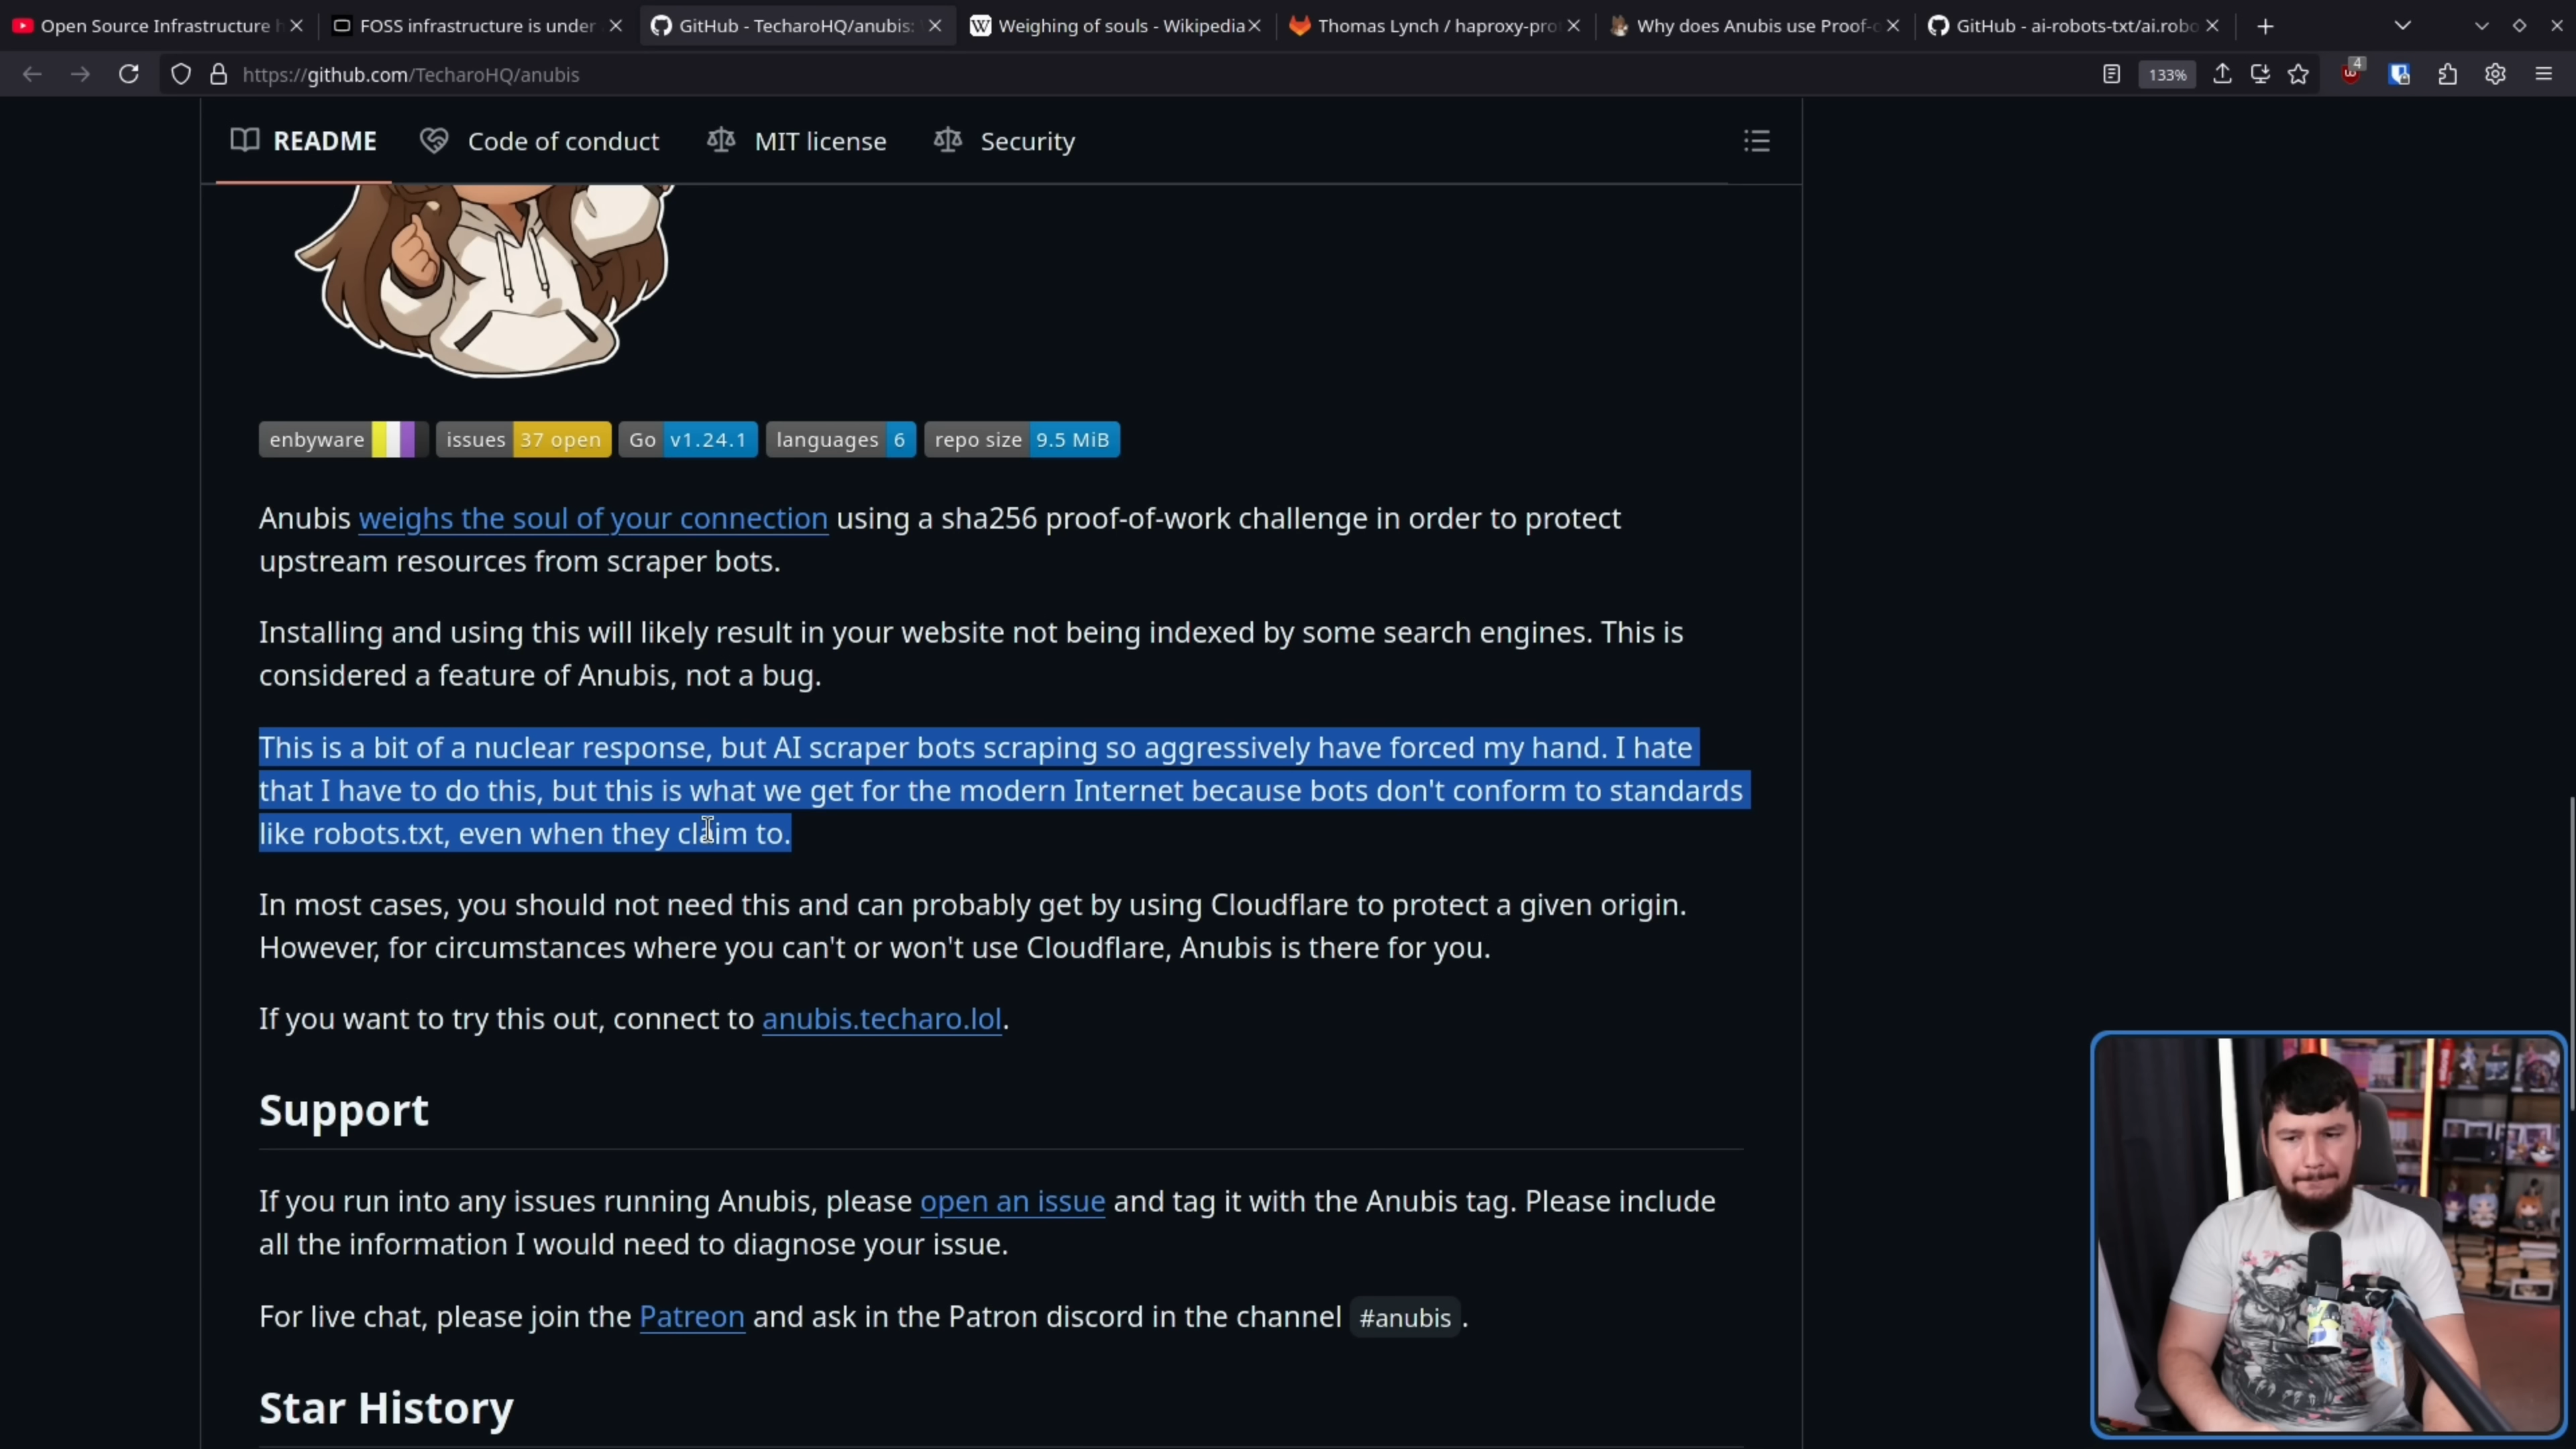 Open Source Infrastructure h
FOSS infrastructure is under
GitHub - TecharoHQ/anubis:
Weighing of souls - Wikipedia
Thomas Lynch / haproxy-pro
Why does Anubis use Proof-o
GitHub - ai-robots-txt/ai.robo
https://github.com/TecharoHQ/anubis
133%
4
README
Code of conduct
MIT license
Security
enbyware
issues 37 open
Go v1.24.1
languages 6
repo size 9.5 MiB
Anubis weighs the soul of your connection using a sha256 proof-of-work challenge in order to protect
upstream resources from scraper bots.
Installing and using this will likely result in your website not being indexed by some search engines. This is
considered a feature of Anubis, not a bug.
This is a bit of a nuclear response, but AI scraper bots scraping so aggressively have forced my hand. I hate
that I have to do this, but this is what we get for the modern Internet because bots don't conform to standards
like robots.txt, even when they claim to.
In most cases, you should not need this and can probably get by using Cloudflare to protect a given origin.
However, for circumstances where you can't or won't use Cloudflare, Anubis is there for you.
If you want to try this out, connect to anubis.techaro.lol.
Support
If you run into any issues running Anubis, please open an issue and tag it with the Anubis tag. Please include
all the information I would need to diagnose your issue.
For live chat, please join the Patreon and ask in the Patron discord in the channel #anubis.
Star History